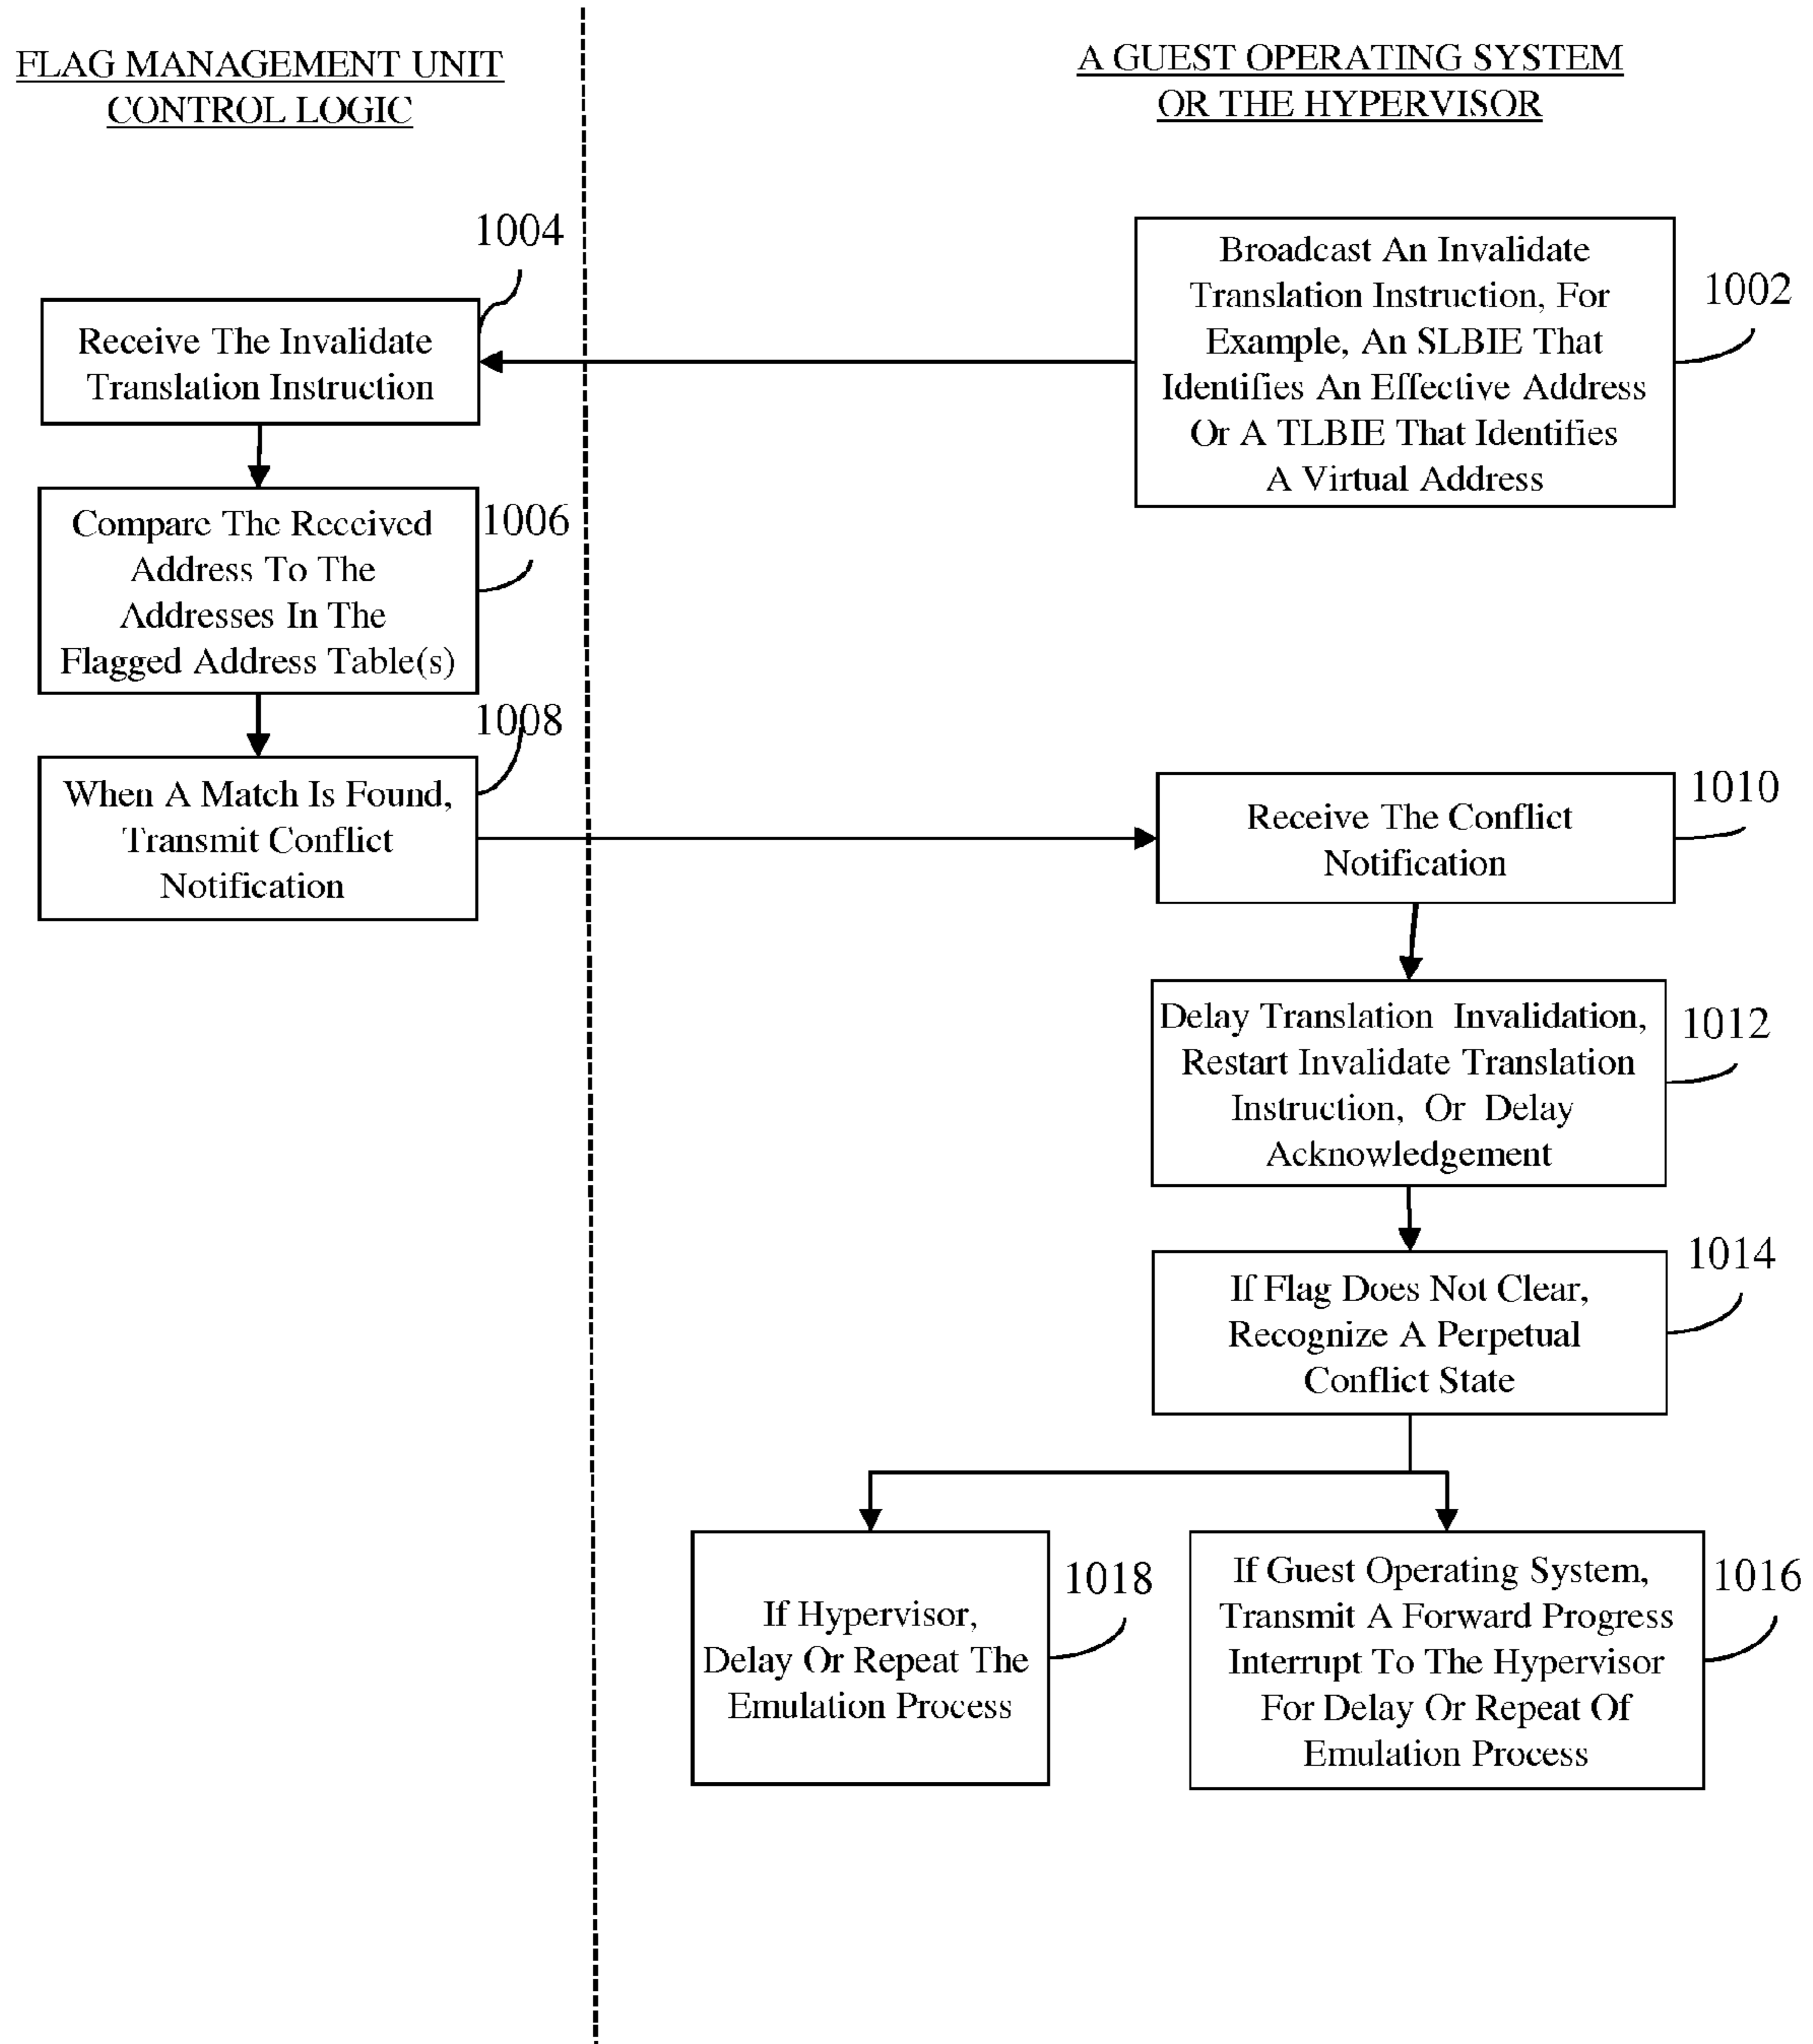 FLAG MANAGEMENT UNIT
CONTROL LOGIC
A GUEST OPERATING SYSTEM
OR THE HYPERVISOR
1004
Receive The Invalidate
Translation Instruction
Broadcast An Invalidate
Translation Instruction, For
Example, An SLBIE That
Identifies An Effective Address
Or A TLBIE That Identifies
A Virtual Address
1002
Compare The Received
Address To The
Addresses In The
Flagged Address Table(s)
1006
1008
When A Match Is Found,
Transmit Conflict
Notification
Receive The Conflict
Notification
1010
Delay Translation Invalidation,
Restart Invalidate Translation
Instruction, Or Delay
Acknowledgement
1012
If Flag Does Not Clear,
Recognize A Perpetual
Conflict State
1014
If Hypervisor,
Delay Or Repeat The
Emulation Process
1018
If Guest Operating System,
Transmit A Forward Progress
Interrupt To The Hypervisor
For Delay Or Repeat Of
Emulation Process
1016